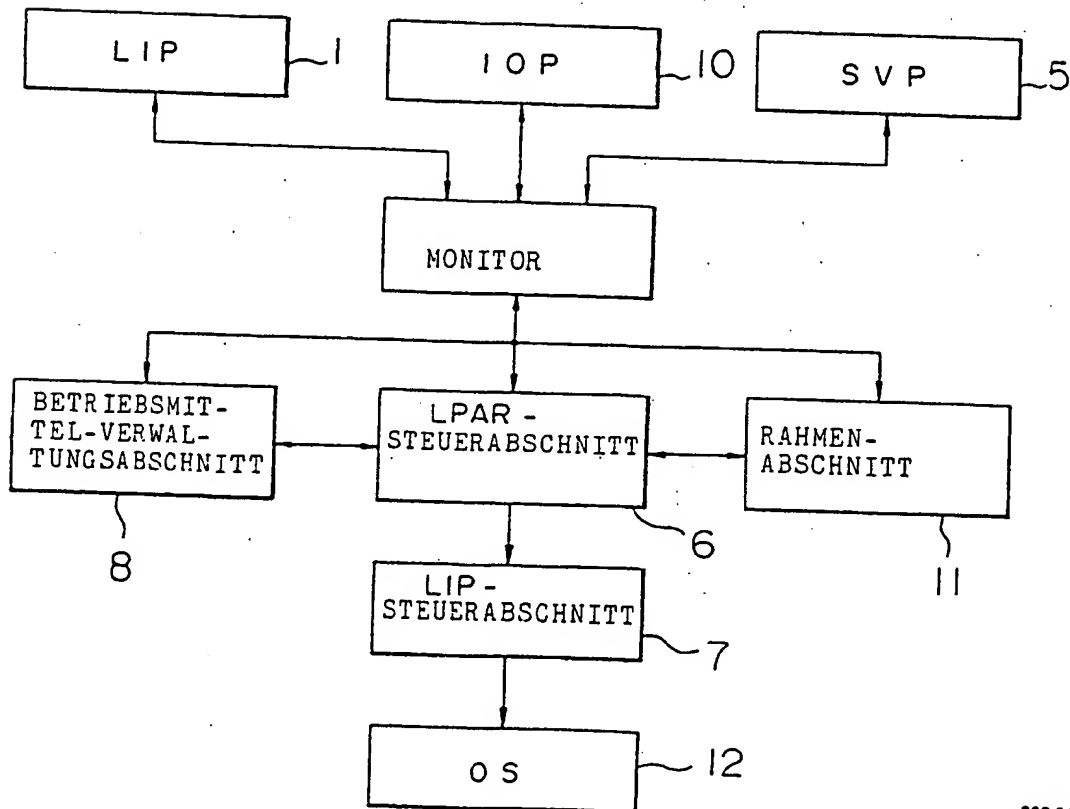 LIP 1
IOP 10
SVP 5
MONITOR
BETRIEBSMIT-
TEL-VERWAL-
TUNGSABSCHNITT
8
LPAR-
STEUERABSCHNITT
6
RAHMEN-
ABSCHNITT
11
LIP-
STEUERABSCHNITT
7
OS 12